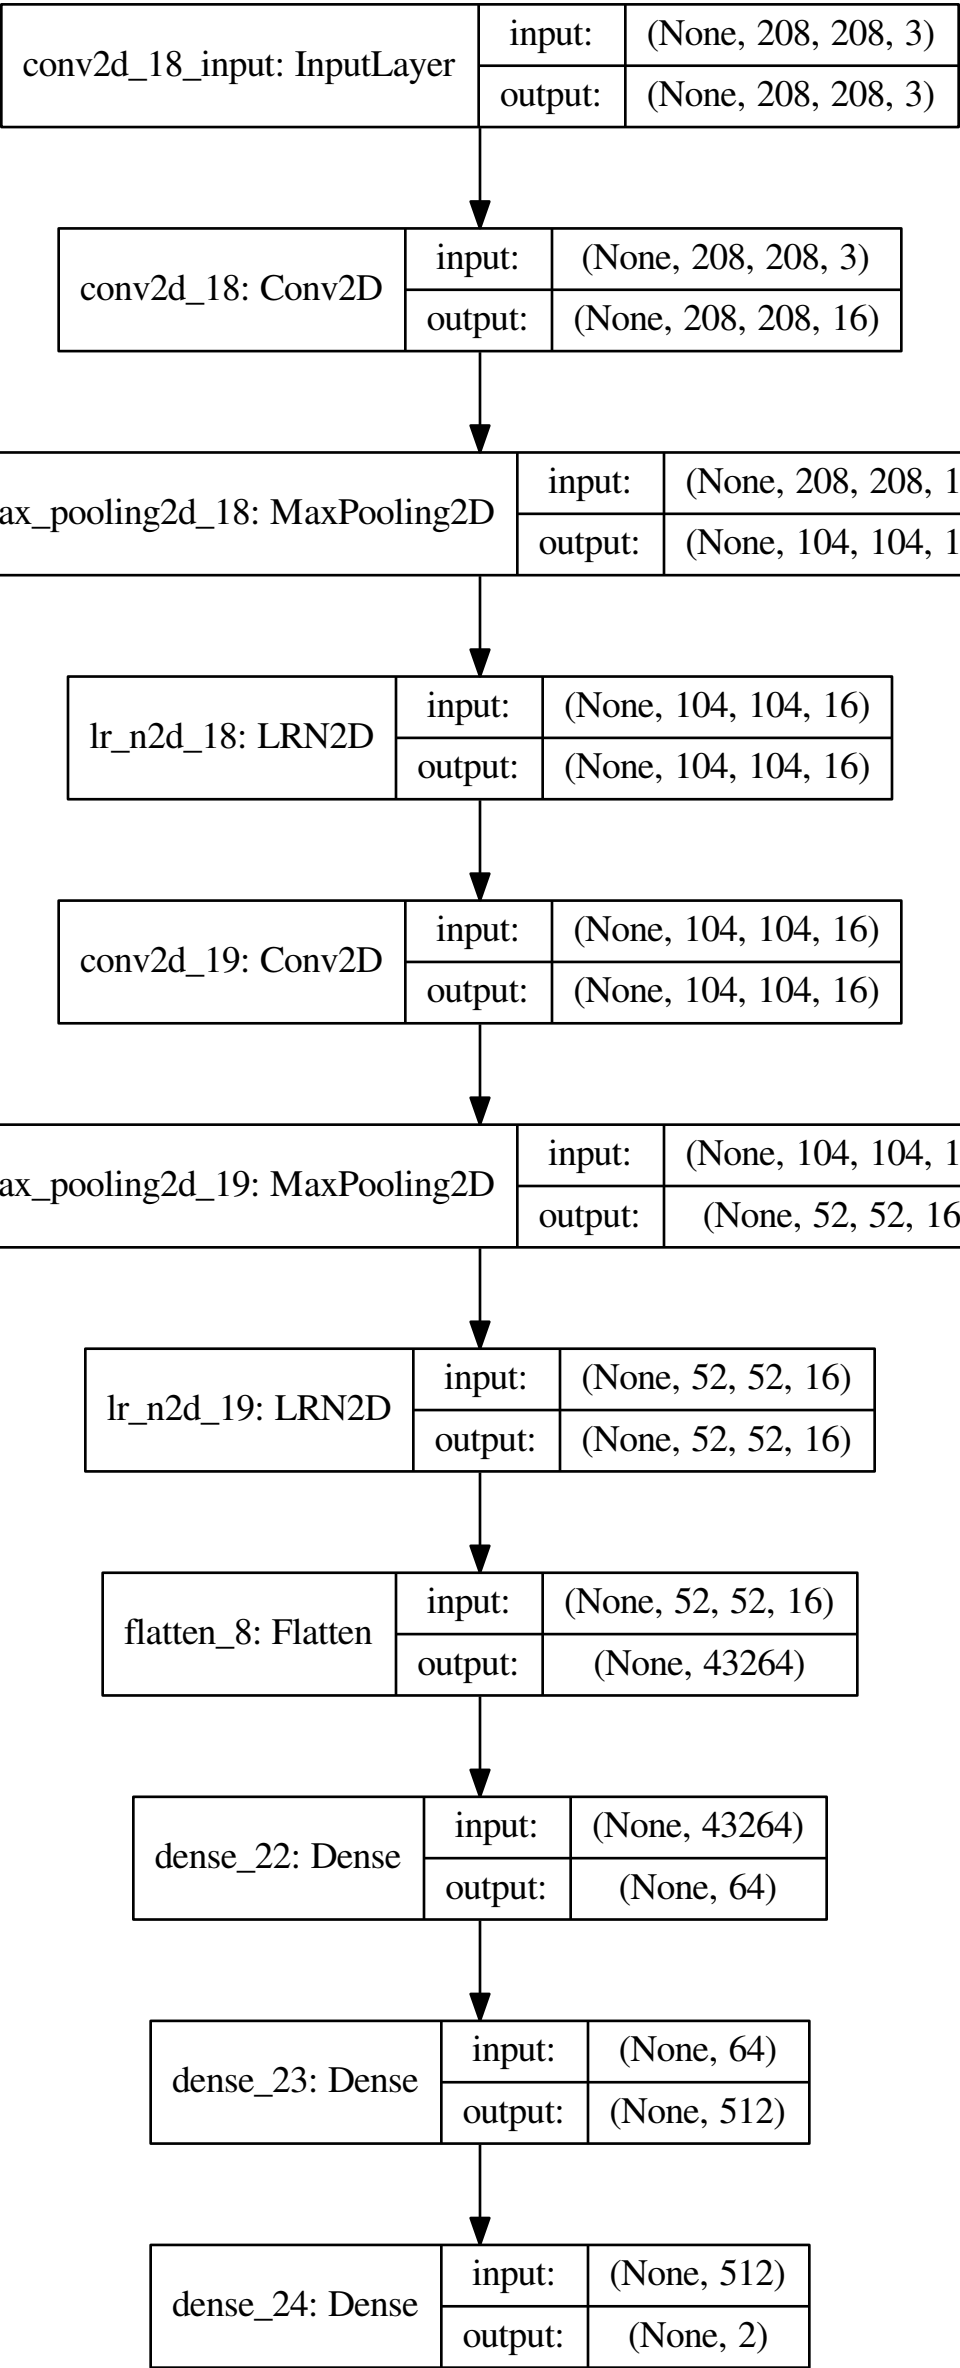 conv2d_18_input: InputLayer
input:
(None, 208, 208, 3)
output:
(None, 208, 208, 3)
conv2d_18: Conv2D
input:
(None, 208, 208, 3)
output:
(None, 208, 208, 16)
ax_pooling2d_18: MaxPooling2D
input:
(None, 208, 208, 1
output:
(None, 104, 104, 1
lr_n2d_18: LRN2D
input:
(None, 104, 104, 16)
output:
(None, 104, 104, 16)
conv2d_19: Conv2D
input:
(None, 104, 104, 16)
output:
(None, 104, 104, 16)
ax_pooling2d_19: MaxPooling2D
input:
(None, 104, 104, 1
output:
(None, 52, 52, 16
lr_n2d_19: LRN2D
input:
(None, 52, 52, 16)
output:
(None, 52, 52, 16)
flatten_8: Flatten
input:
(None, 52, 52, 16)
output:
(None, 43264)
dense_22: Dense
input:
(None, 43264)
output:
(None, 64)
dense_23: Dense
input:
(None, 64)
output:
(None, 512)
dense_24: Dense
input:
(None, 512)
output:
(None, 2)